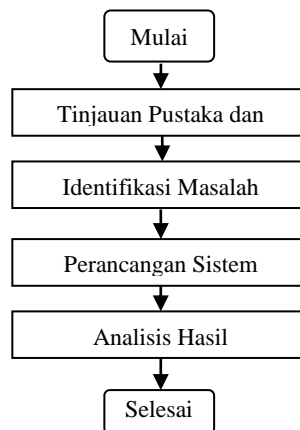 Mulai
Tinjauan Pustaka dan
Identifikasi Masalah
Perancangan Sistem
Analisis Hasil
Selesai